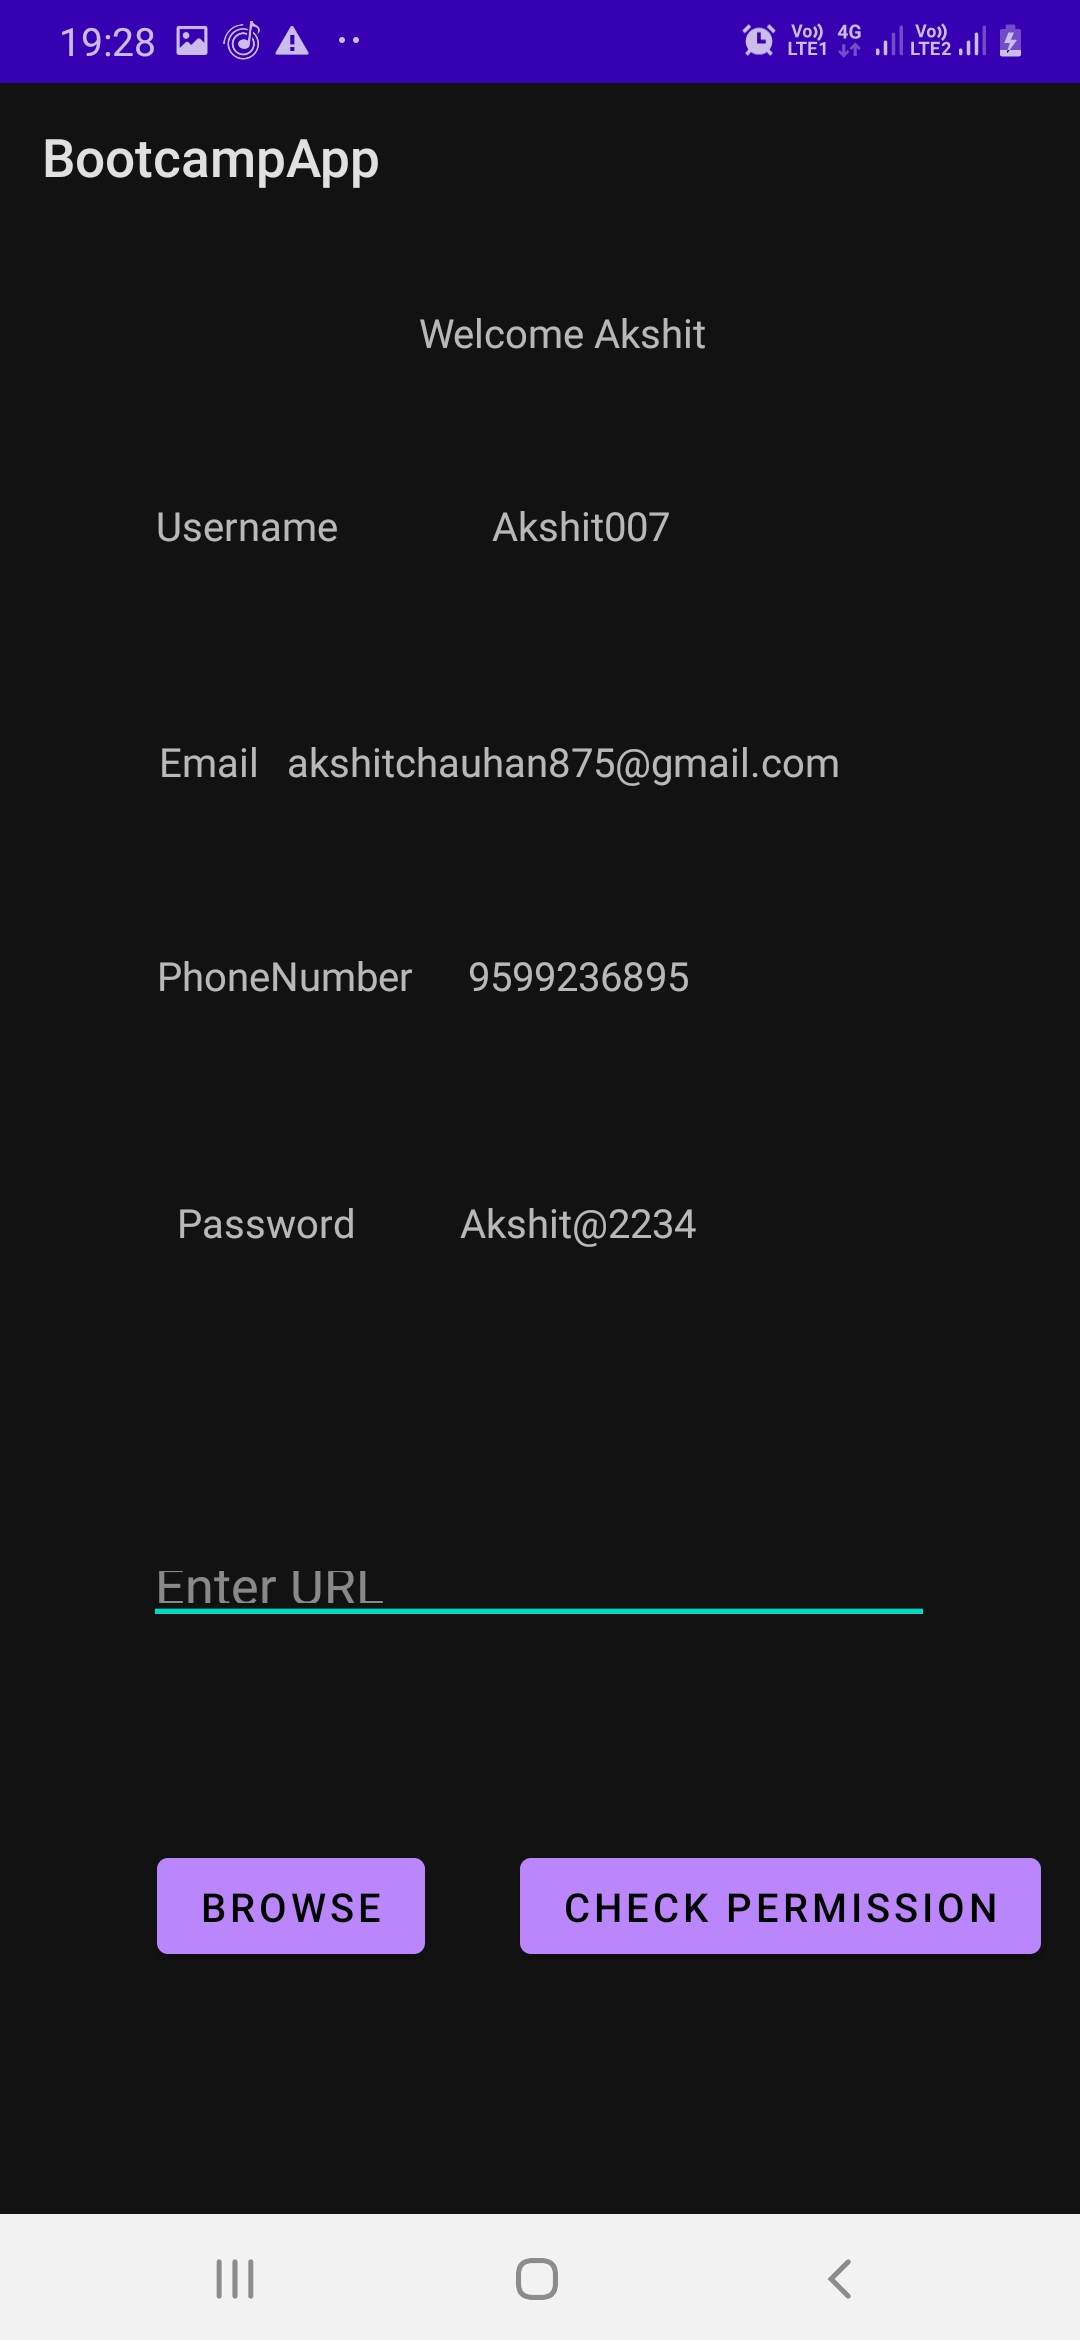 19:28 Vo)) LTE1 4G Vo)) LTE2
BootcampApp
Welcome Akshit
Username Akshit007
Email akshitchauhan875@gmail.com
PhoneNumber 9599236895
Password Akshit@2234
Enter URL
BROWSE CHECK PERMISSION